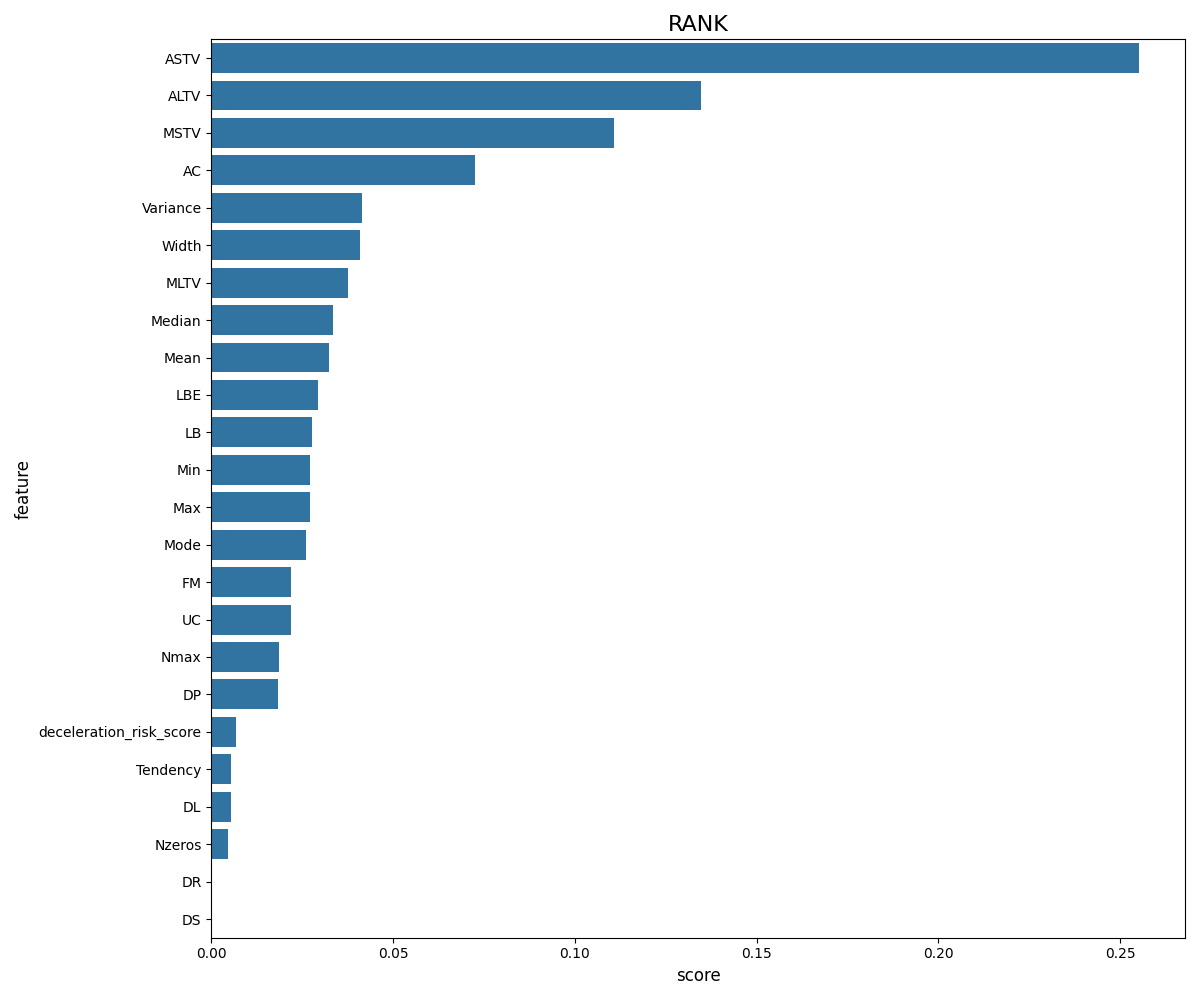 RANK
ASTV
ALTV
MSTV
AC
Variance
Width
MLTV
Median
Mean
LBE
LB
Min
Max
Mode
FM
UC
Nmax
DP
deceleration_risk_score
Tendency
DL
Nzeros
DR
DS
feature
0.00 0.05 0.10 0.15 0.20 0.25
score